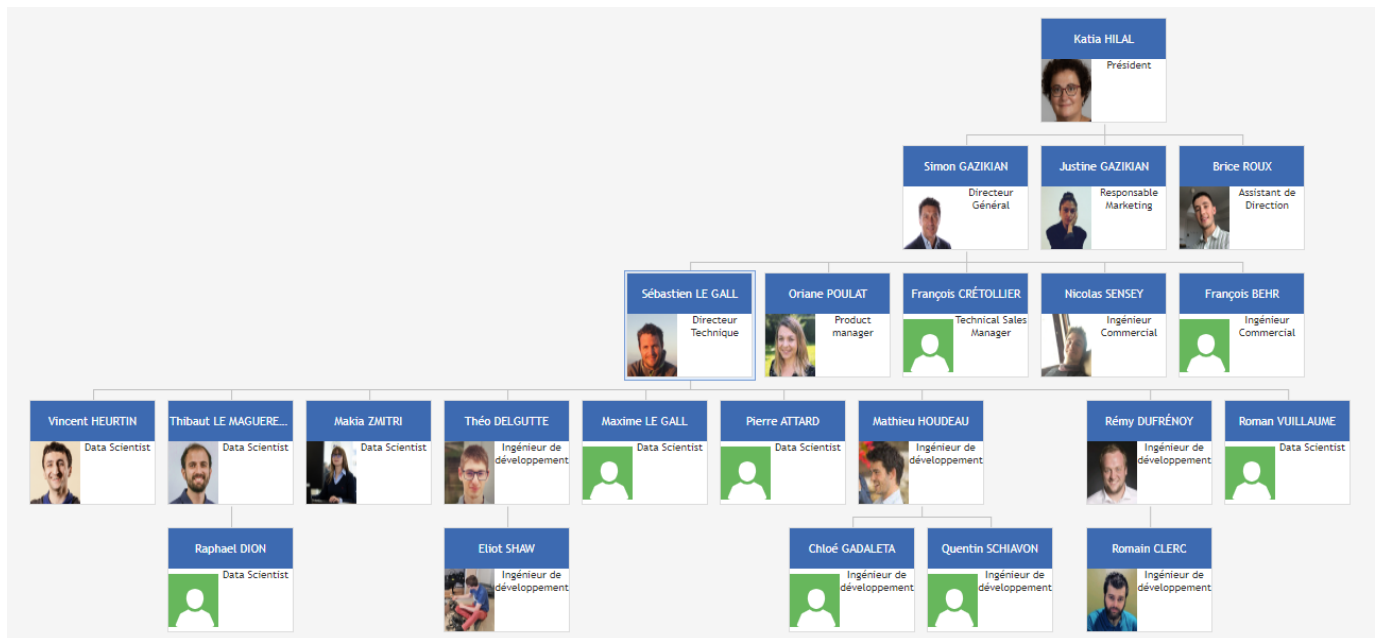 Katia HILAL
Président
Simon GAZIKIAN
Directeur
Général
Justine GAZIKIAN
Responsable
Marketing
Brice ROUX
Assistant de
Direction
Sébastien LE GALL
Directeur
Technique
Oriane POULAT
Product
manager
François CRÉTOLLIER
Technical Sales
Manager
Nicolas SENSEY
Ingénieur
Commercial
François BEHR
Ingénieur
Commercial
Vincent HEURTIN
Data Scientist
Thibaut LE MAGUERE...
Data Scientist
Makia ZMITRI
Data Scientist
Théo DELGUTTE
Ingénieur de
développement
Maxime LE GALL
Data Scientist
Pierre ATTARD
Data Scientist
Mathieu HOUDEAU
Ingénieur de
développement
Rémy DUFRÉNOY
Ingénieur de
développement
Roman VUILLAUME
Data Scientist
Raphael DION
Data Scientist
Eliot SHAW
Ingénieur de
développement
Chloé GADALETA
Ingénieur de
développement
Quentin SCHIAVON
Ingénieur de
développement
Romain CLERC
Ingénieur de
développement